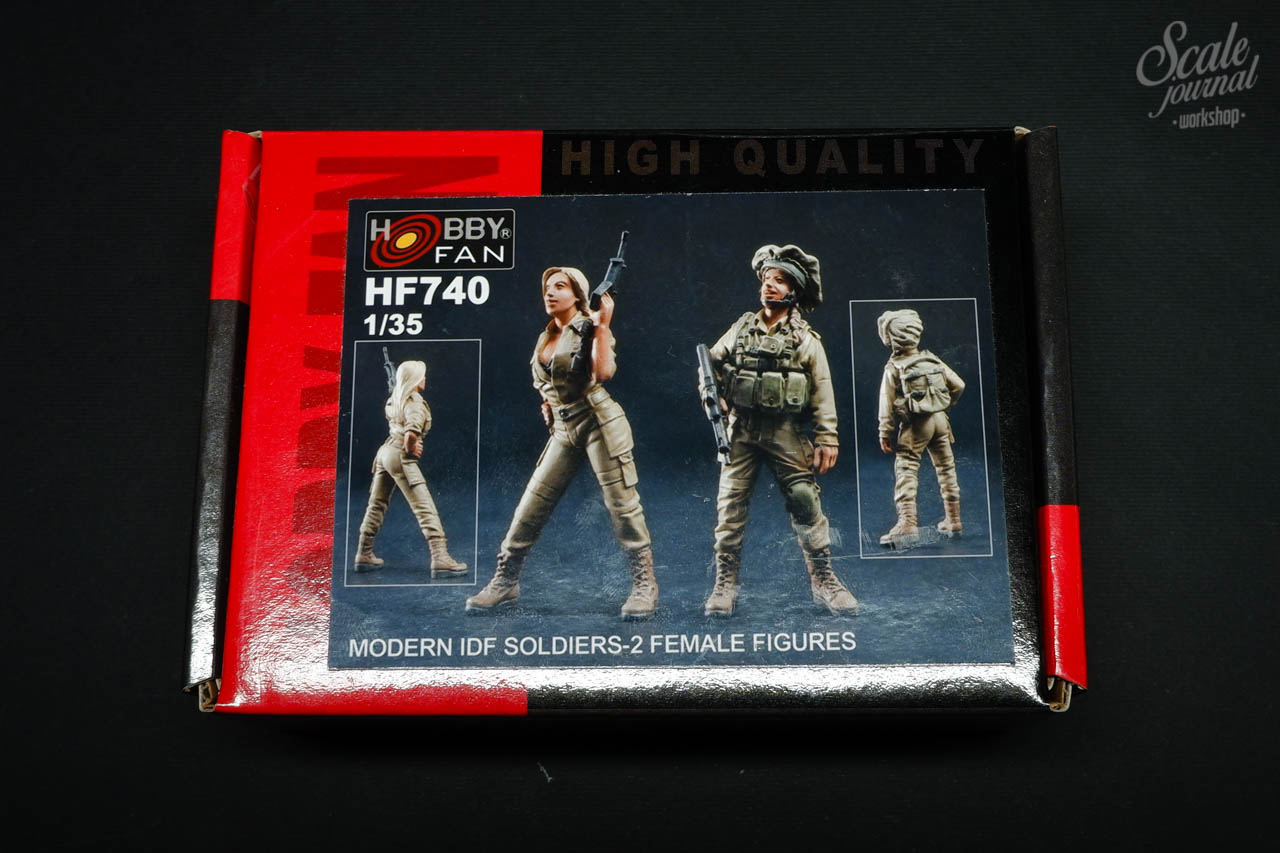 Scale
journal
·workshop·
HIGH QUALITY
HOBBY®
FAN
HF740
1/35
MODERN IDF SOLDIERS-2 FEMALE FIGURES